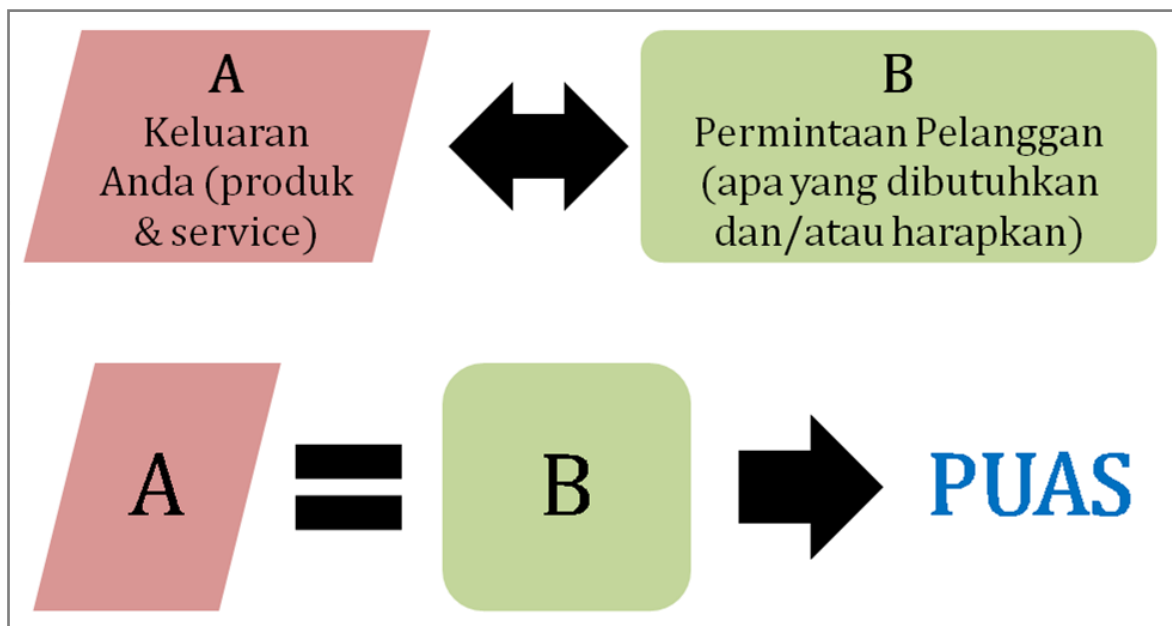 A
Keluaran
Anda (produk
& service)
B
Permintaan Pelanggan
(apa yang dibutuhkan
dan/atau harapkan)
A = B PUAS